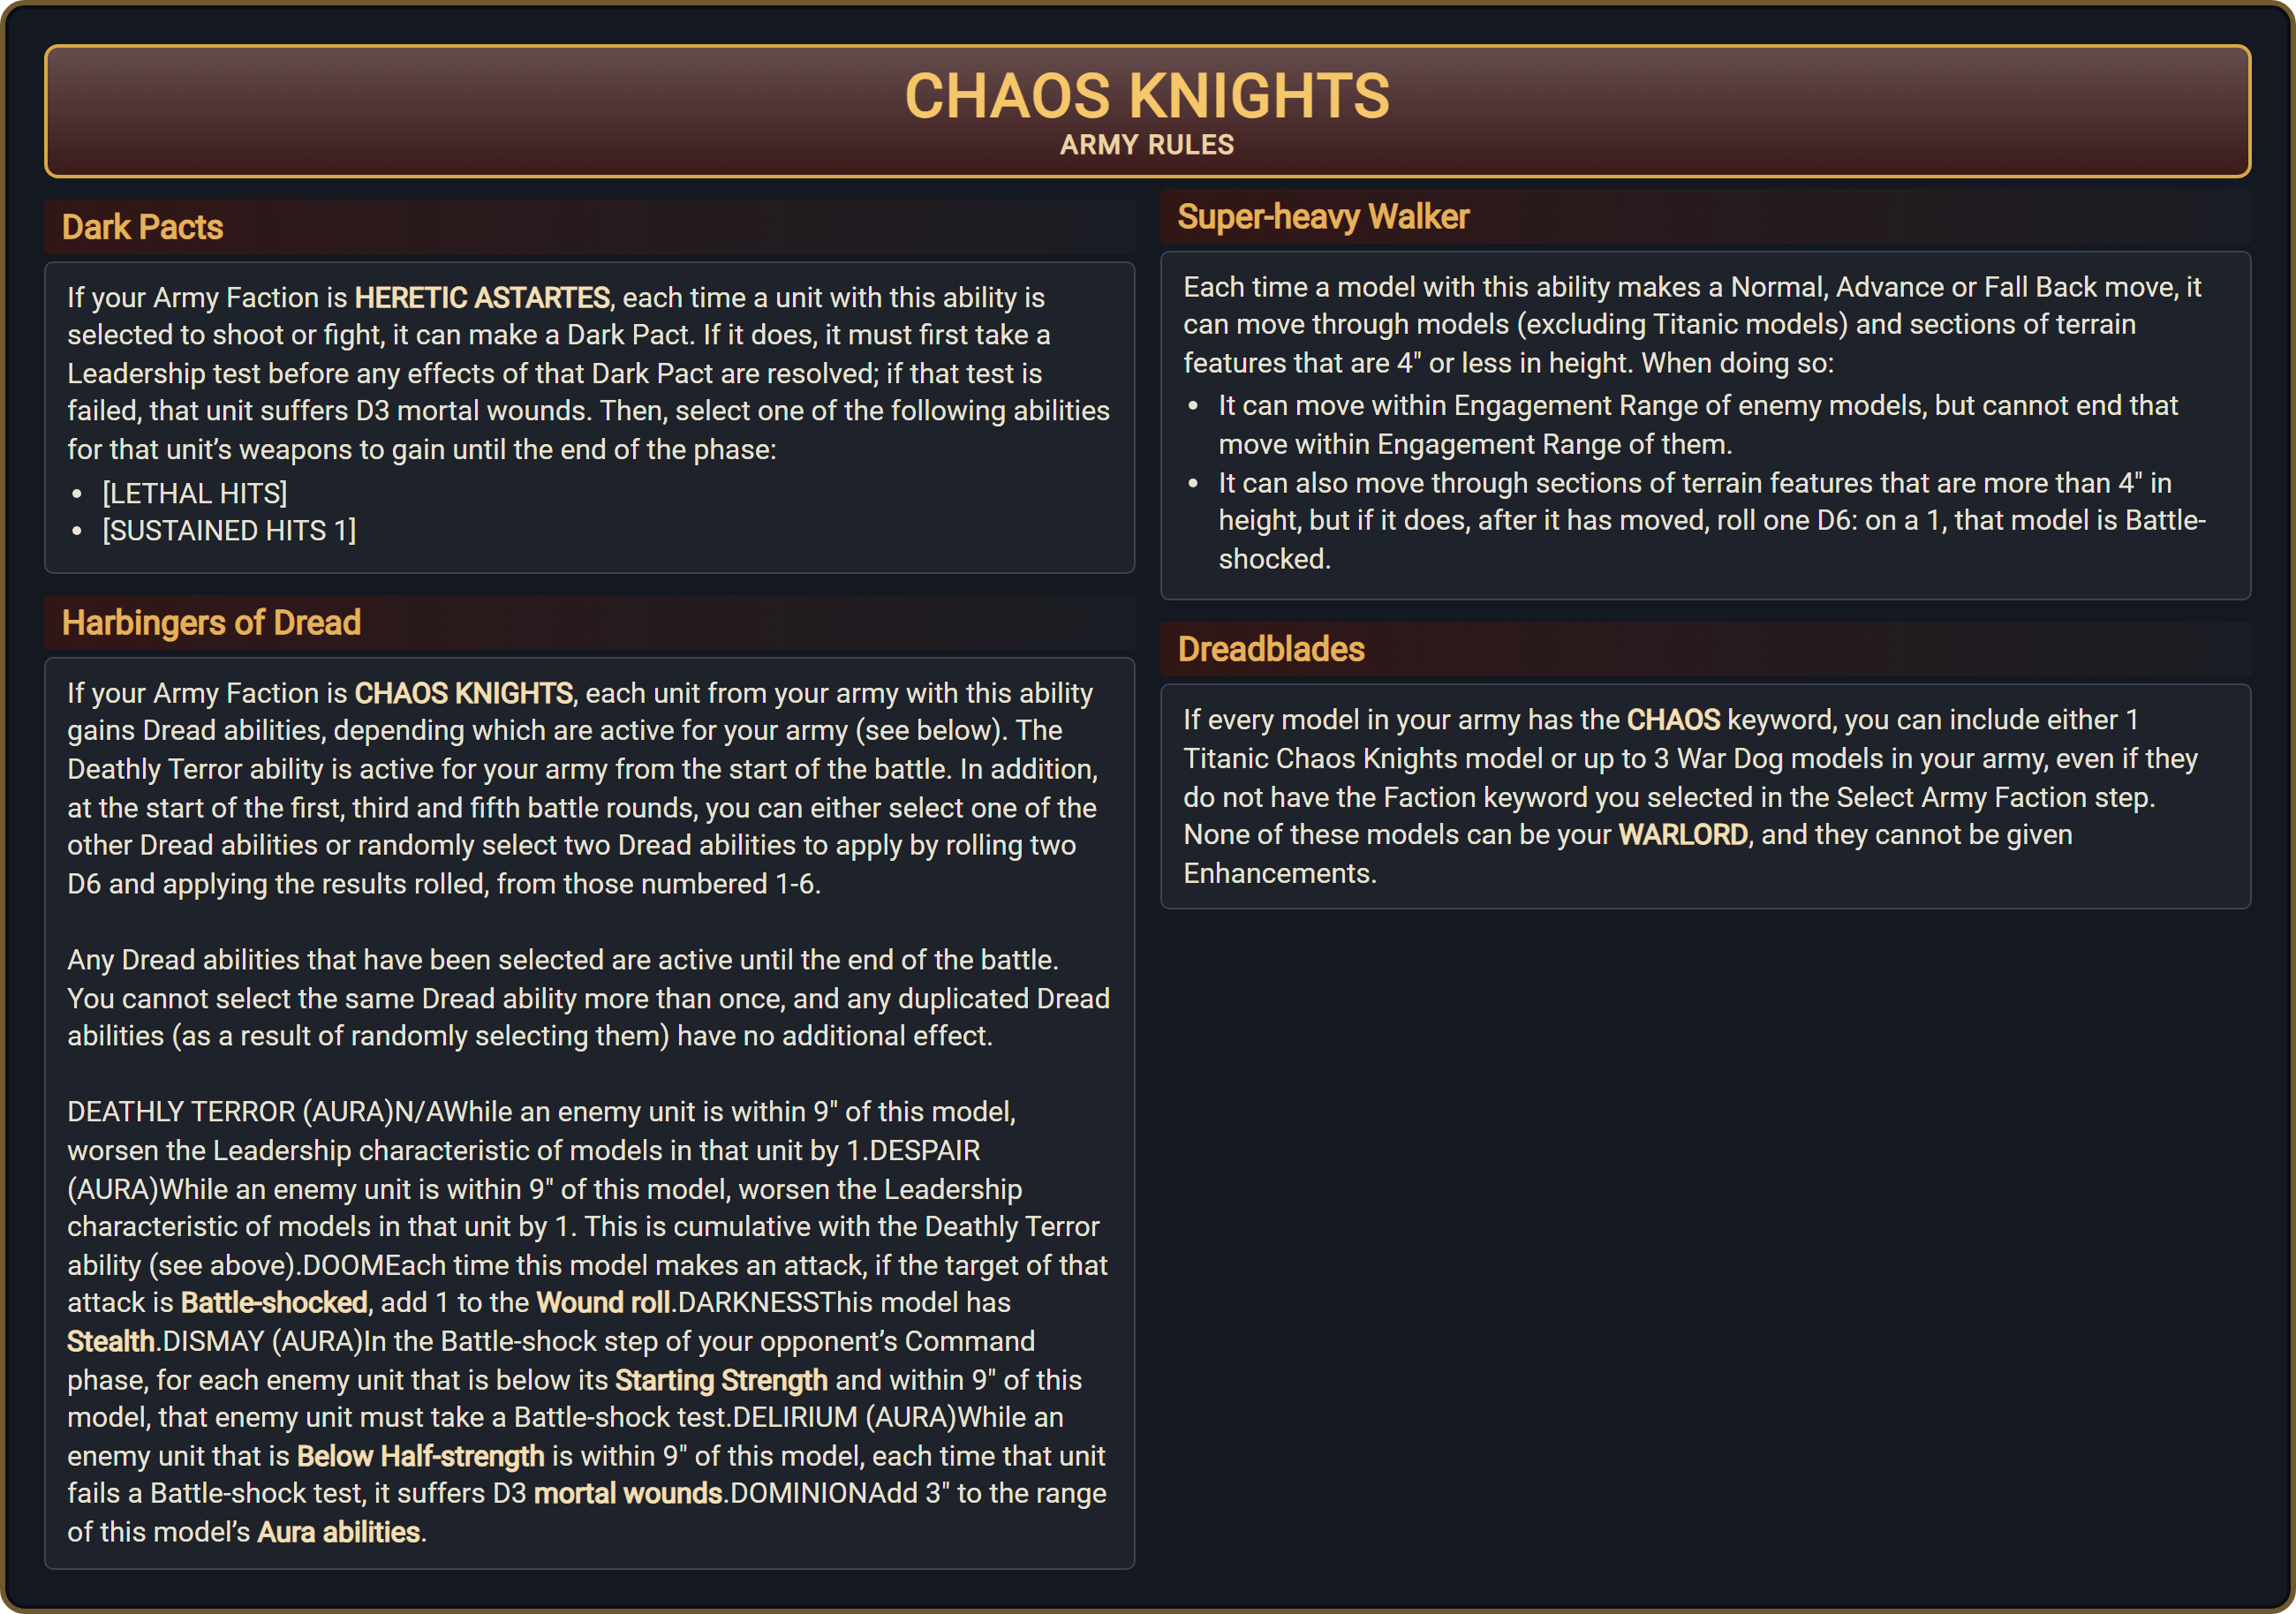 CHAOS KNIGHTS
ARMY RULES
Dark Pacts
If your Army Faction is HERETIC ASTARTES, each time a unit with this ability is
selected to shoot or fight, it can make a Dark Pact. If it does, it must first take a
Leadership test before any effects of that Dark Pact are resolved; if that test is
failed, that unit suffers D3 mortal wounds. Then, select one of the following abilities
for that unit’s weapons to gain until the end of the phase:
• [LETHAL HITS]
• [SUSTAINED HITS 1]
Harbingers of Dread
If your Army Faction is CHAOS KNIGHTS, each unit from your army with this ability
gains Dread abilities, depending which are active for your army (see below). The
Deathly Terror ability is active for your army from the start of the battle. In addition,
at the start of the first, third and fifth battle rounds, you can either select one of the
other Dread abilities or randomly select two Dread abilities to apply by rolling two
D6 and applying the results rolled, from those numbered 1-6.
Any Dread abilities that have been selected are active until the end of the battle.
You cannot select the same Dread ability more than once, and any duplicated Dread
abilities (as a result of randomly selecting them) have no additional effect.
DEATHLY TERROR (AURA)N/AWhile an enemy unit is within 9" of this model,
worsen the Leadership characteristic of models in that unit by 1.DESPAIR
(AURA)While an enemy unit is within 9" of this model, worsen the Leadership
characteristic of models in that unit by 1. This is cumulative with the Deathly Terror
ability (see above).DOOMEach time this model makes an attack, if the target of that
attack is Battle-shocked, add 1 to the Wound roll.DARKNESSThis model has
Stealth.DISMAY (AURA)In the Battle-shock step of your opponent’s Command
phase, for each enemy unit that is below its Starting Strength and within 9" of this
model, that enemy unit must take a Battle-shock test.DELIRIUM (AURA)While an
enemy unit that is Below Half-strength is within 9" of this model, each time that unit
fails a Battle-shock test, it suffers D3 mortal wounds.DOMINIONAdd 3" to the range
of this model’s Aura abilities.
Super-heavy Walker
Each time a model with this ability makes a Normal, Advance or Fall Back move, it
can move through models (excluding Titanic models) and sections of terrain
features that are 4" or less in height. When doing so:
• It can move within Engagement Range of enemy models, but cannot end that
move within Engagement Range of them.
• It can also move through sections of terrain features that are more than 4" in
height, but if it does, after it has moved, roll one D6: on a 1, that model is Battle-
shocked.
Dreadblades
If every model in your army has the CHAOS keyword, you can include either 1
Titanic Chaos Knights model or up to 3 War Dog models in your army, even if they
do not have the Faction keyword you selected in the Select Army Faction step.
None of these models can be your WARLORD, and they cannot be given
Enhancements.